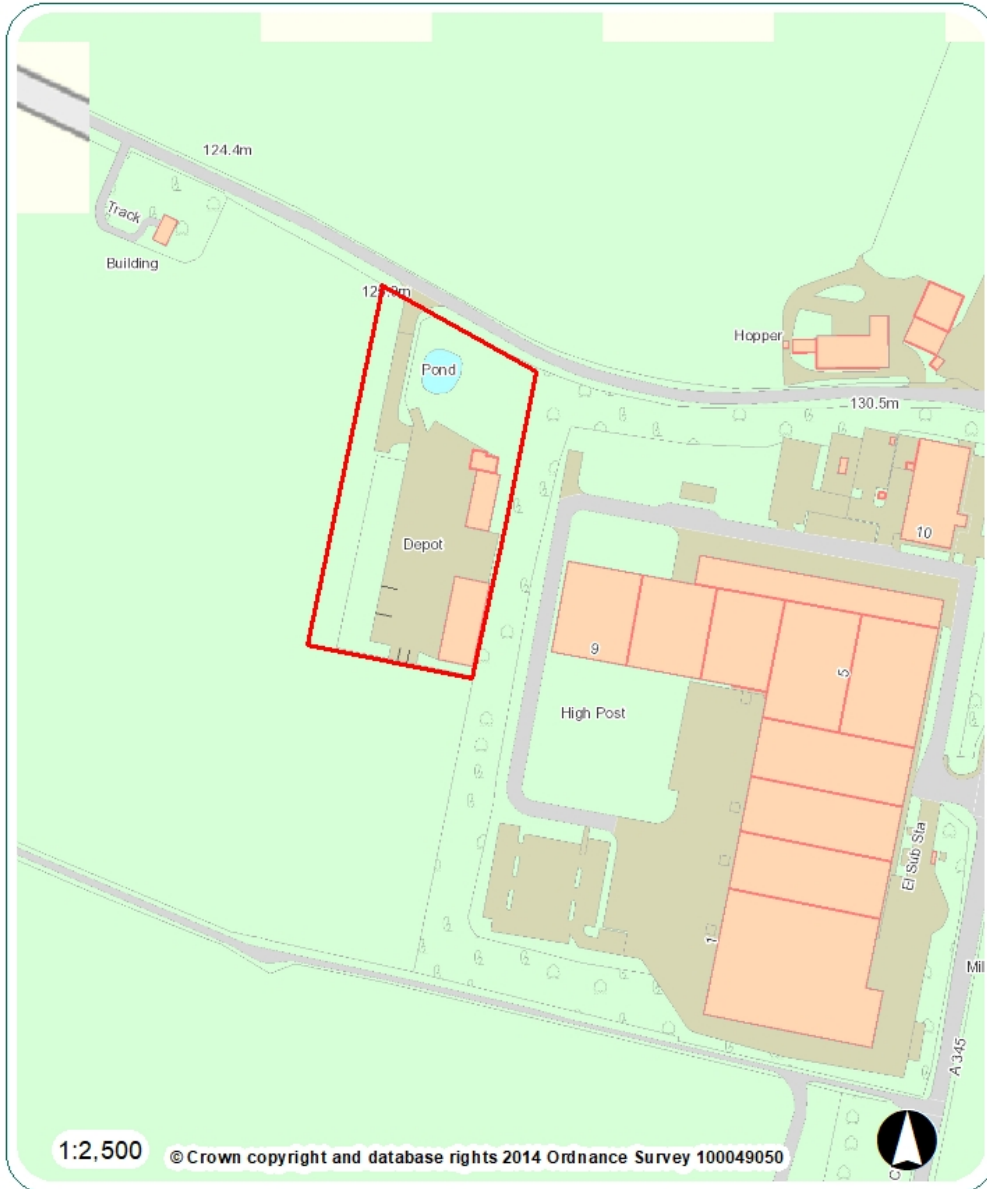 124.4m
Track
Building
Hopper
Pond
130.5m
10
Depot
9
5
High Post
El Sub Sta
1
Mil
A 345
C
1:2,500
© Crown copyright and database rights 2014 Ordnance Survey 100049050